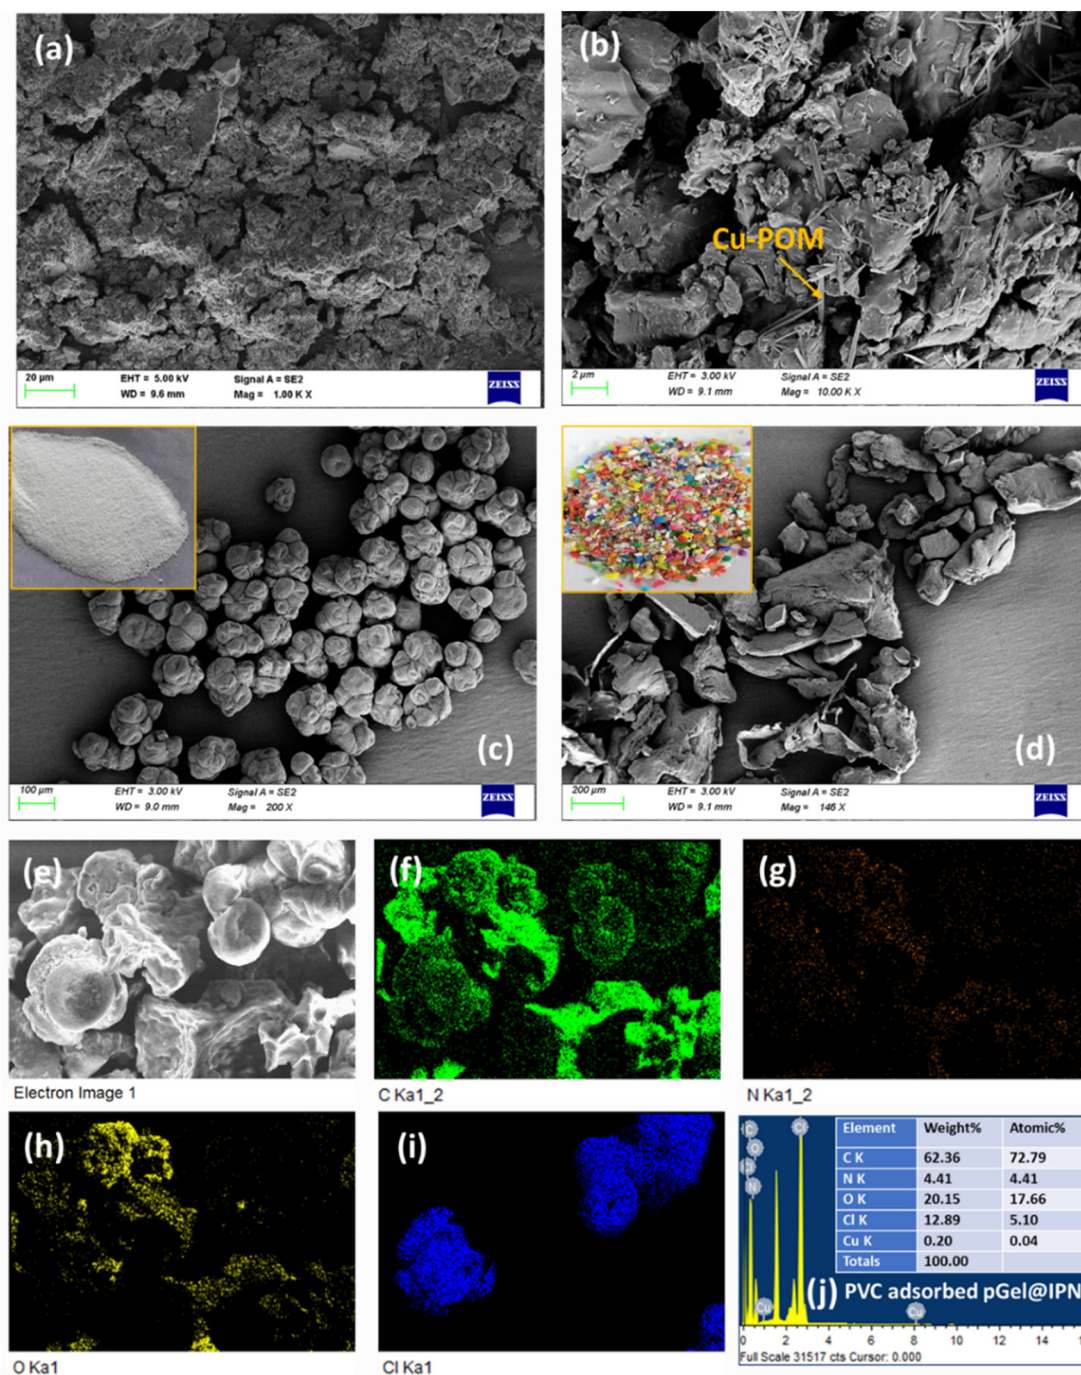 (a)
20 µm
EHT = 5.00 kV
Signal A = SE2
WD = 9.6 mm
Mag = 1.00 K X
ZEISS
(b)
Cu-POM
2 µm
EHT = 3.00 kV
Signal A = SE2
WD = 9.1 mm
Mag = 10.00 K X
ZEISS
(c)
100 µm
EHT = 3.00 kV
Signal A = SE2
WD = 9.0 mm
Mag = 200 X
ZEISS
(d)
200 µm
EHT = 3.00 kV
Signal A = SE2
WD = 9.1 mm
Mag = 146 X
ZEISS
(e)
Electron Image 1
(f)
C Ka1_2
(g)
N Ka1_2
(h)
O Ka1
(i)
Cl Ka1
Element Weight% Atomic%
C K 62.36 72.79
N K 4.41 4.41
O K 20.15 17.66
Cl K 12.89 5.10
Cu K 0.20 0.04
Totals 100.00
C
O
Cl
N
Cl
Cu
Cu
(j) PVC adsorbed pGel@IPN
0 2 4 6 8 10 12 14
Full Scale 31517 cts Cursor: 0.000